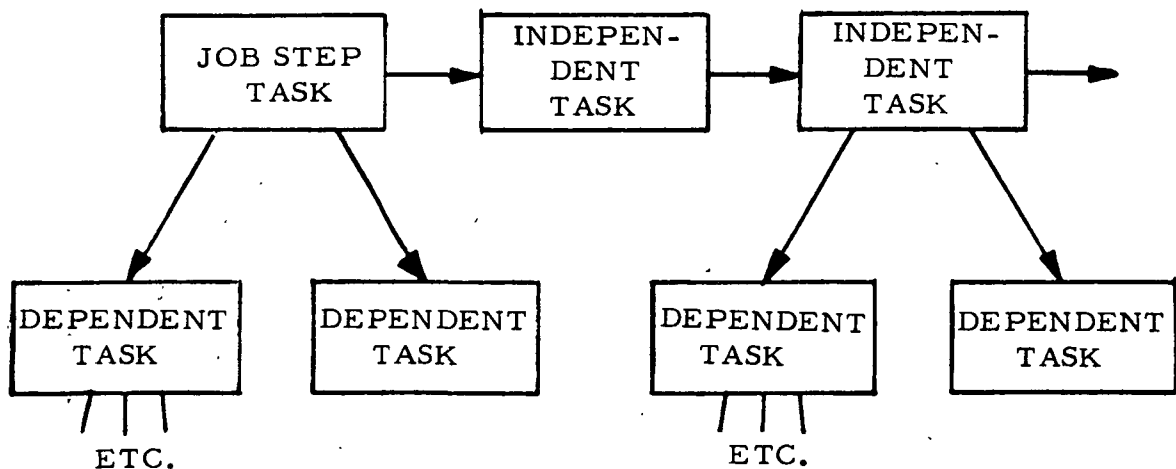 JOB STEP
TASK
INDEPEN-
DENT
TASK
INDEPEN-
DENT
TASK
DEPENDENT
TASK
DEPENDENT
TASK
DEPENDENT
TASK
DEPENDENT
TASK
ETC.
ETC.